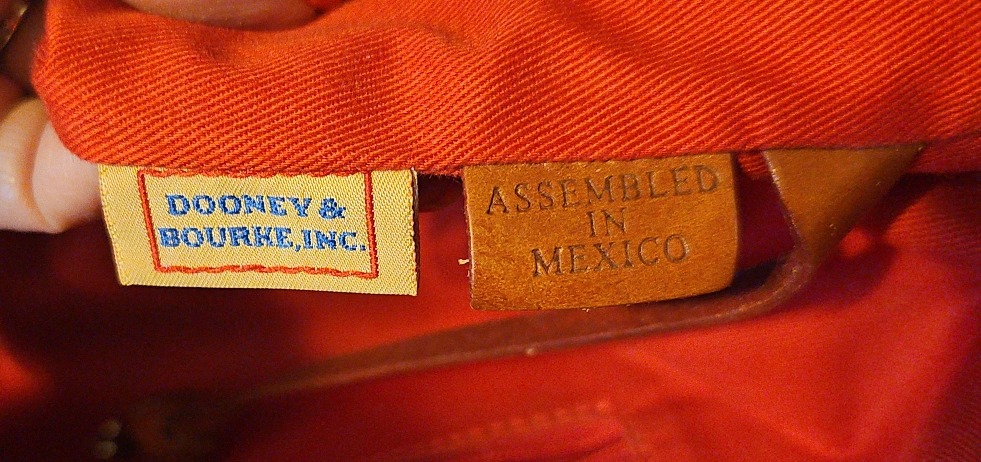 DOONEY &
BOURKE, INC.
ASSEMBLED
IN
MEXICO